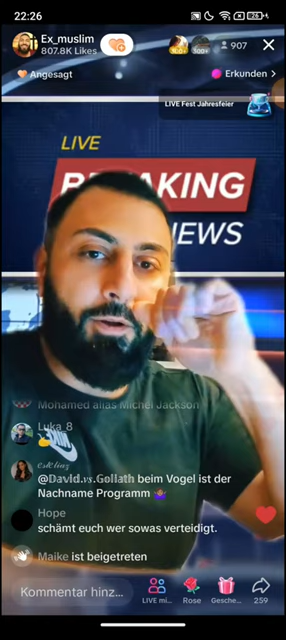 22:26
26
Ex_muslim
807.8K Likes
907
Angesagt
Erkunden >
LIVE Fest Jahresfeier
LIVE
BREAKING
NEWS
Mohamed alias Michel Jackson
Luka_8
@David.vs.Goliath beim Vogel ist der
Nachname Programm
Hope
schämt euch wer sowas verteidigt.
Maike ist beigetreten
Kommentar hinz...
LIVE mi...
Rose
Gesche...
259